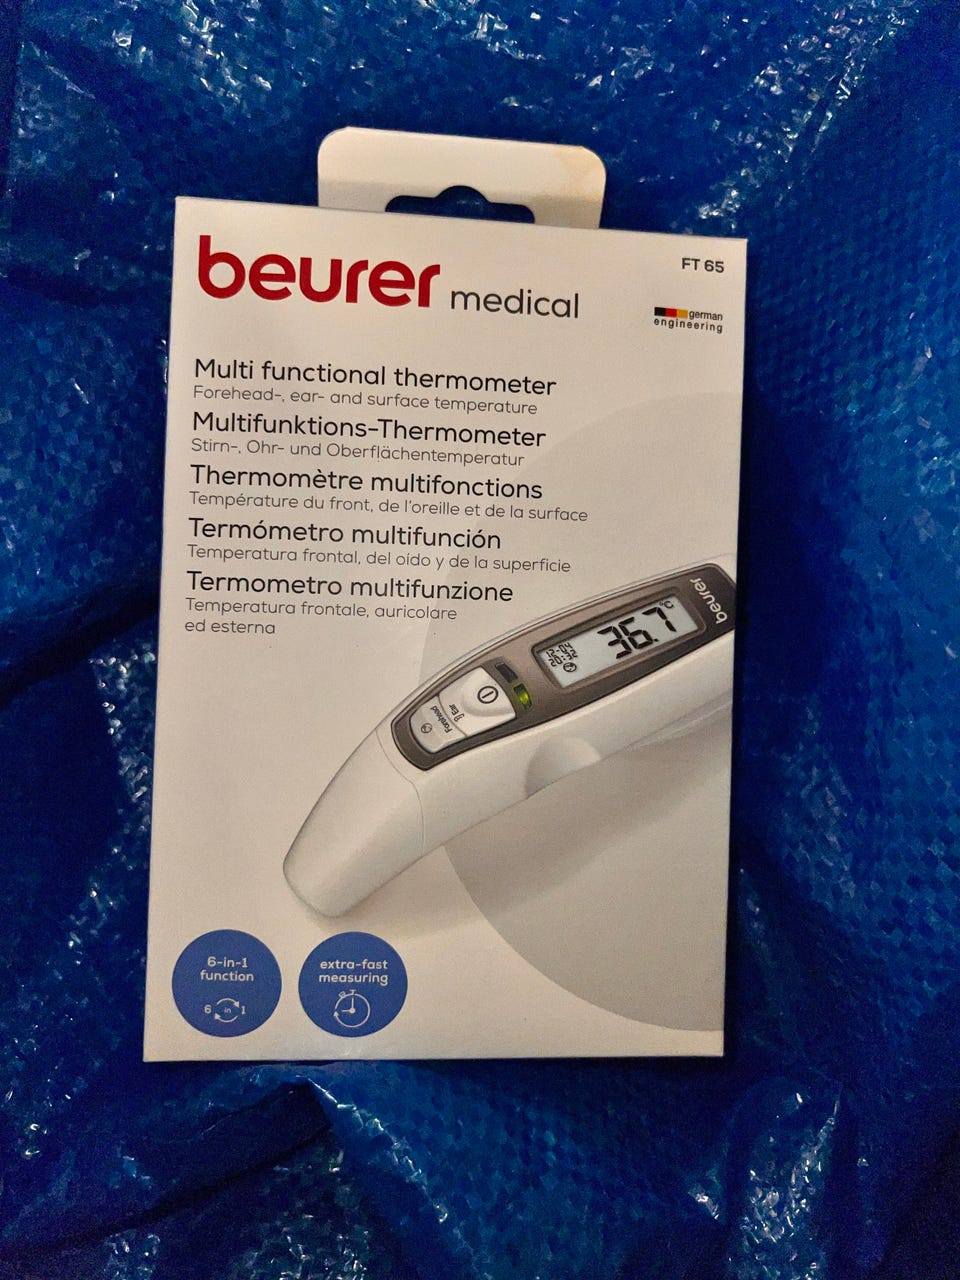 beurer medical
FT 65
german
engineering
Multi functional thermometer
Forehead-, ear- and surface temperature
Multifunktions-Thermometer
Stirn-, Ohr- und Oberflächentemperatur
Thermomètre multifonctions
Température du front, de l'oreille et de la surface
Termómetro multifunción
Temperatura frontal, del oído y de la superficie
Termometro multifunzione
Temperatura frontale, auricolare
ed esterna
beurer
36.7 °C
Ear
Forehead
6-in-1
function
6 in 1
extra-fast
measuring